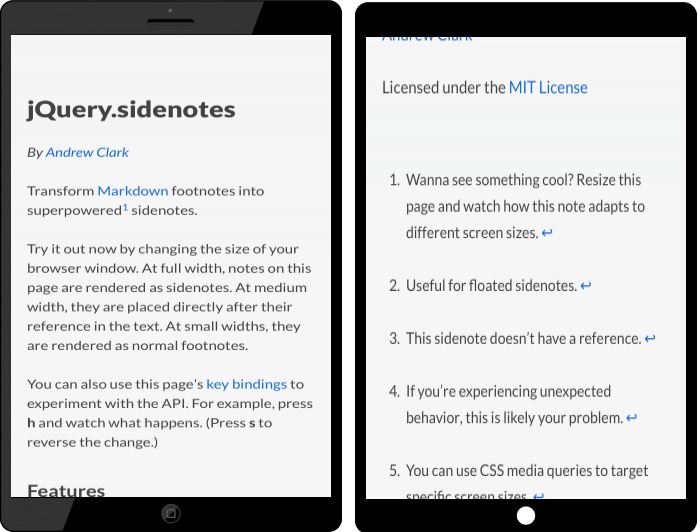 jQuery.sidenotes
By Andrew Clark
Transform Markdown footnotes into
superpowered1 sidenotes.
Try it out now by changing the size of your
browser window. At full width, notes on this
page are rendered as sidenotes. At medium
width, they are placed directly after their
reference in the text. At small widths, they
are rendered as normal footnotes.
You can also use this page's key bindings to
experiment with the API. For example, press
h and watch what happens. (Press s to
reverse the change.)
Features
Andrew Clark
Licensed under the MIT License
1. Wanna see something cool? Resize this
page and watch how this note adapts to
different screen sizes. ↩
2. Useful for floated sidenotes. ↩
3. This sidenote doesn't have a reference. ↩
4. If you're experiencing unexpected
behavior, this is likely your problem. ↩
5. You can use CSS media queries to target
specific screen sizes. ↩